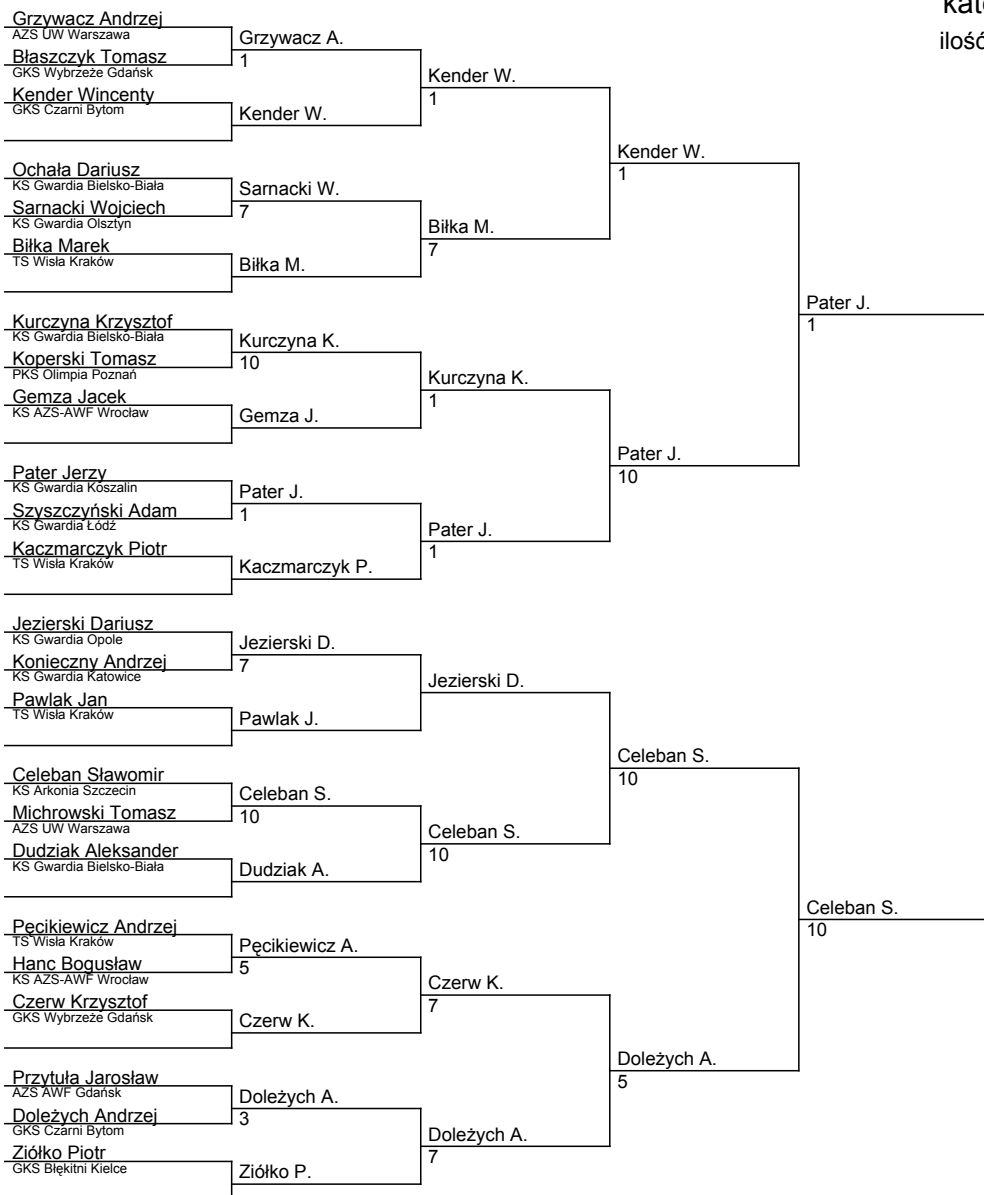 kat
ilość
Grzywacz Andrzej
AZS UW Warszawa
Błaszczyk Tomasz
GKS Wybrzeże Gdańsk
Kender Wincenty
GKS Czarni Bytom
Ochała Dariusz
KS Gwardia Bielsko-Biała
Sarnacki Wojciech
KS Gwardia Olsztyn
Biłka Marek
TS Wisła Kraków
Kurczyna Krzysztof
KS Gwardia Bielsko-Biała
Koperski Tomasz
PKS Olimpia Poznań
Gemza Jacek
KS AZS-AWF Wrocław
Pater Jerzy
KS Gwardia Koszalin
Szyszczyński Adam
KS Gwardia Łódź
Kaczmarczyk Piotr
TS Wisła Kraków
Jezierski Dariusz
KS Gwardia Opole
Konieczny Andrzej
KS Gwardia Katowice
Pawlak Jan
TS Wisła Kraków
Celeban Sławomir
KS Arkonia Szczecin
Michrowski Tomasz
AZS UW Warszawa
Dudziak Aleksander
KS Gwardia Bielsko-Biała
Pęcikiewicz Andrzej
TS Wisła Kraków
Hanc Bogusław
KS AZS-AWF Wrocław
Czerw Krzysztof
GKS Wybrzeże Gdańsk
Przytuła Jarosław
AZS AWF Gdańsk
Doleżych Andrzej
GKS Czarni Bytom
Ziółko Piotr
GKS Błękitni Kielce
Grzywacz A.
1
Kender W.
Sarnacki W.
7
Biłka M.
Kurczyna K.
10
Gemza J.
Pater J.
1
Kaczmarczyk P.
Jezierski D.
7
Pawlak J.
Celeban S.
10
Dudziak A.
Pęcikiewicz A.
5
Czerw K.
Doleżych A.
3
Ziółko P.
Kender W.
1
Biłka M.
7
Kurczyna K.
1
Pater J.
1
Jezierski D.
Celeban S.
10
Czerw K.
7
Doleżych A.
7
Kender W.
1
Pater J.
10
Celeban S.
10
Doleżych A.
5
Pater J.
1
Celeban S.
10